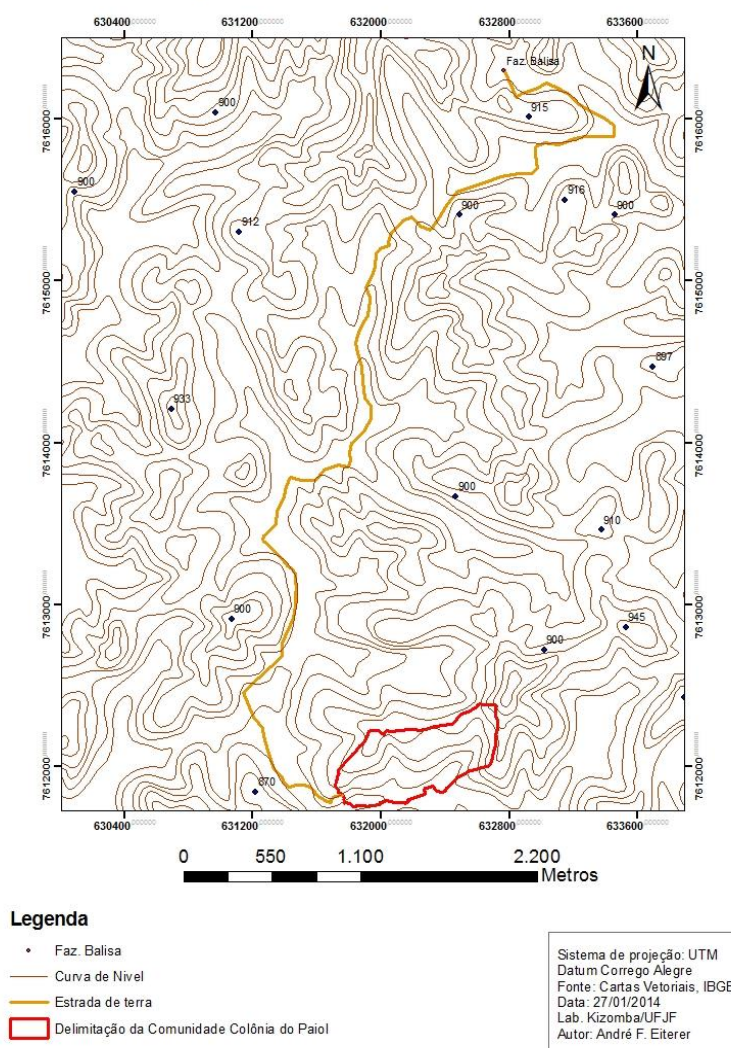 630400 631200 632000 632800 633600
N
Faz. Balisa
7616000 7616000
900
915
900
916
900
900
912
7615000 7615000
897
933
7614000 7614000
900
910
7613000 7613000
900
945
900
7612000 7612000
870
630400 631200 632000 632800 633600
0 550 1.100 2.200
Metros
Legenda
Faz. Balisa
Curva de Nivel
Estrada de terra
Delimitação da Comunidade Colônia do Paiol
Sistema de projeção: UTM
Datum Corrego Alegre
Fonte: Cartas Vetoriais, IBGE
Data: 27/01/2014
Lab. Kizomba/UFJF
Autor: André F. Eiterer